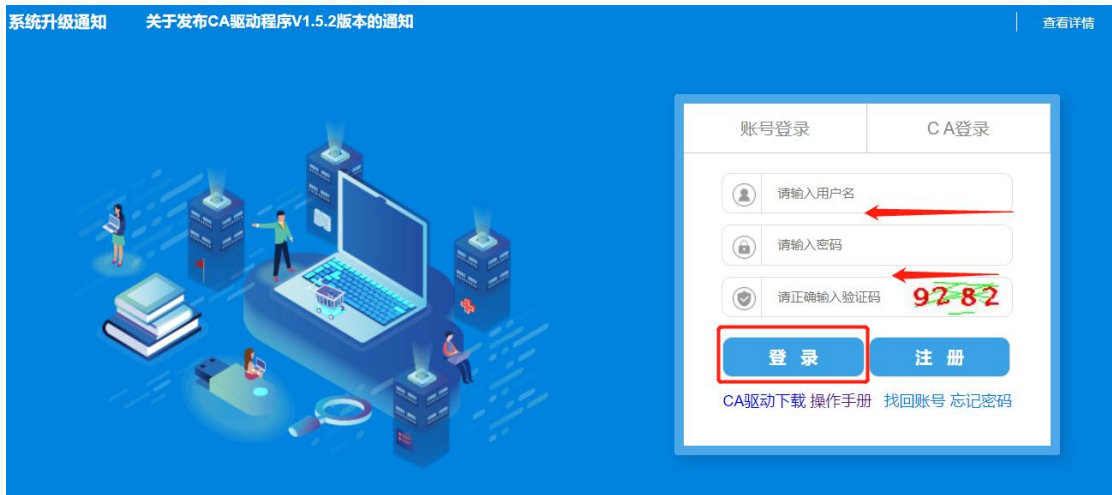 系统升级通知 关于发布CA驱动程序V1.5.2版本的通知 查看详情
账号登录 CA登录
请输入用户名
请输入密码
请正确输入验证码 9282
登 录 注 册
CA驱动下载 操作手册 找回账号 忘记密码